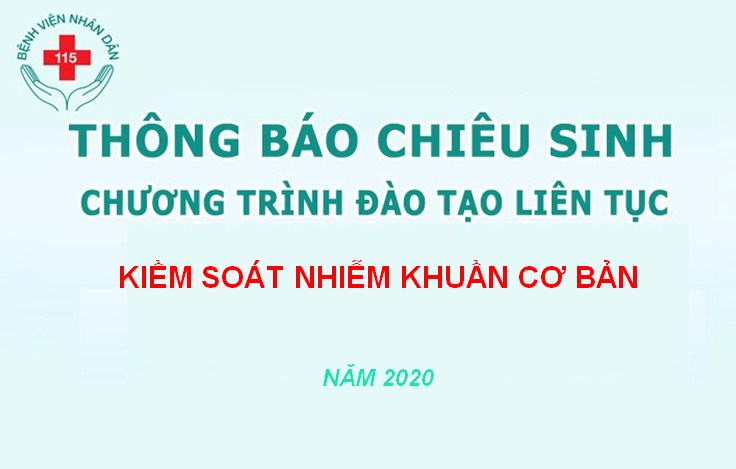 BỆNH VIỆN NHÂN DÂN
115
THÔNG BÁO CHIÊU SINH
CHƯƠNG TRÌNH ĐÀO TẠO LIÊN TỤC
KIỂM SOÁT NHIỄM KHUẨN CƠ BẢN
NĂM 2020